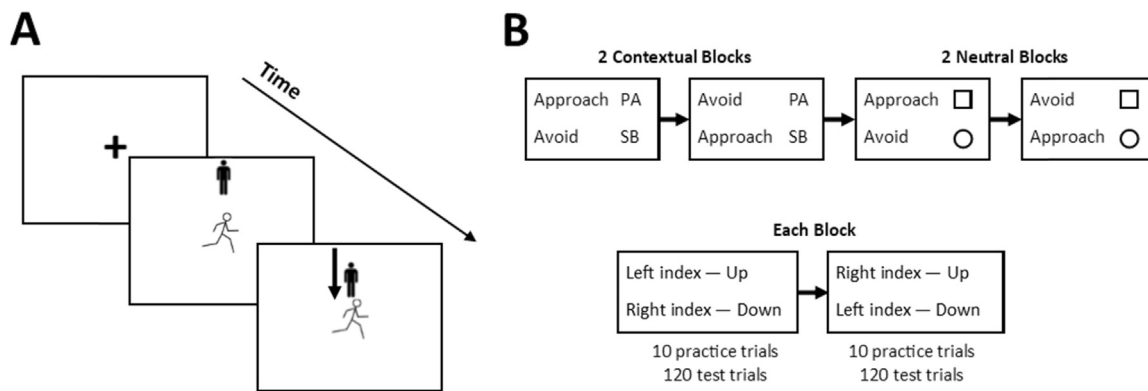 A
Time
B
2 Contextual Blocks
2 Neutral Blocks
Approach PA
Avoid SB
Avoid PA
Approach SB
Approach
Avoid
Avoid
Approach
Each Block
Left index — Up
Right index — Down
Right index — Up
Left index — Down
10 practice trials
120 test trials
10 practice trials
120 test trials